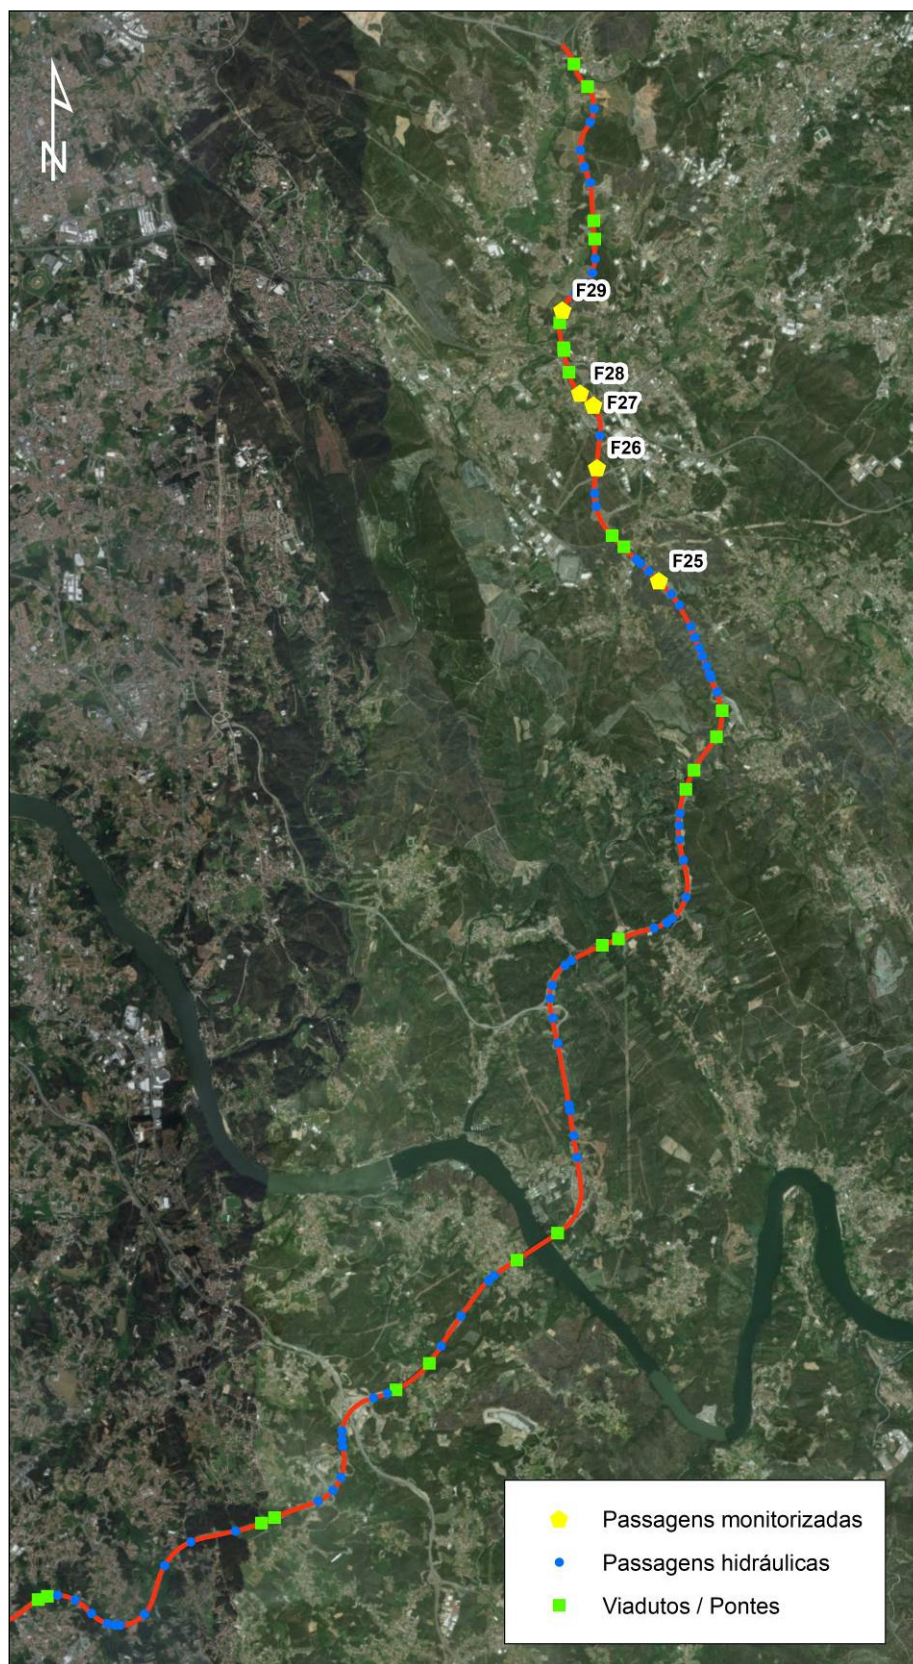 N
F29
F28
F27
F26
F25
Passagens monitorizadas
Passagens hidráulicas
Viadutos / Pontes